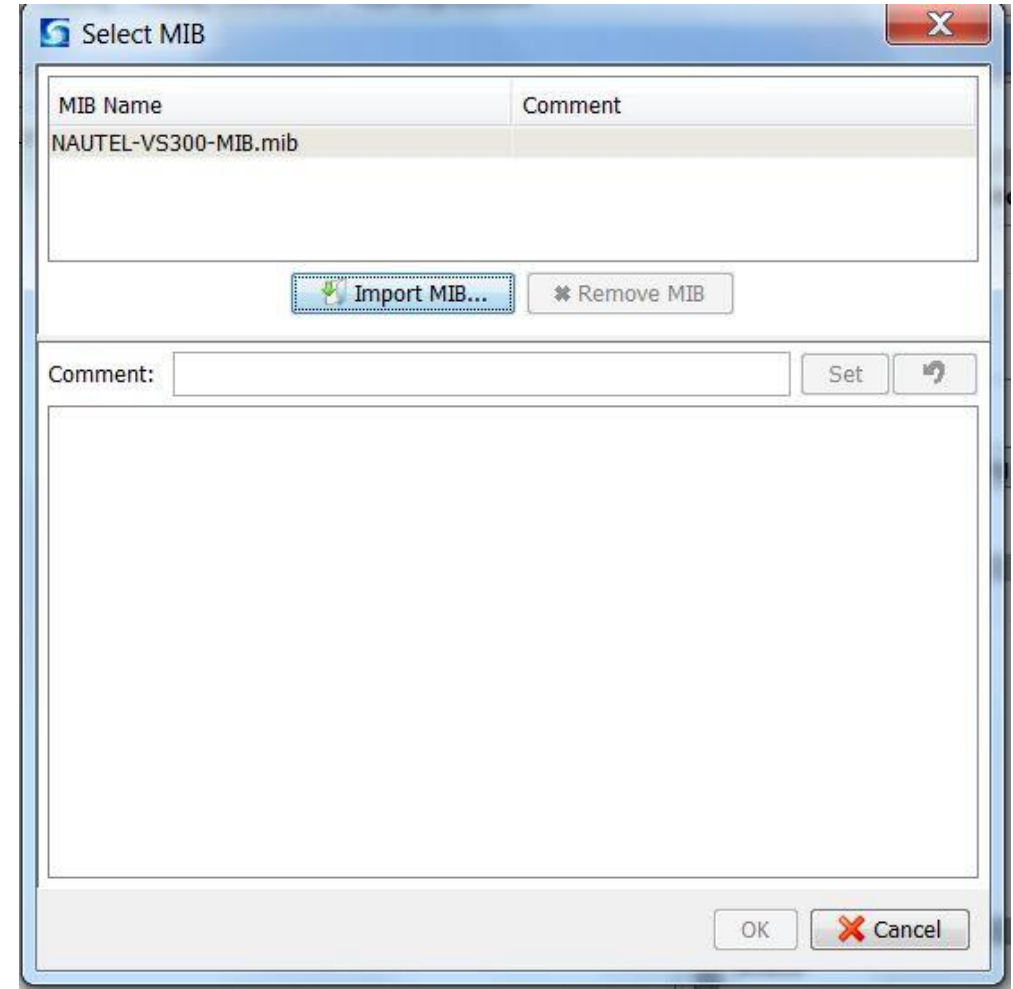 Select MIB
MIB Name Comment
NAUTEL-VS300-MIB.mib
Import MIB... Remove MIB
Comment: Set
OK Cancel